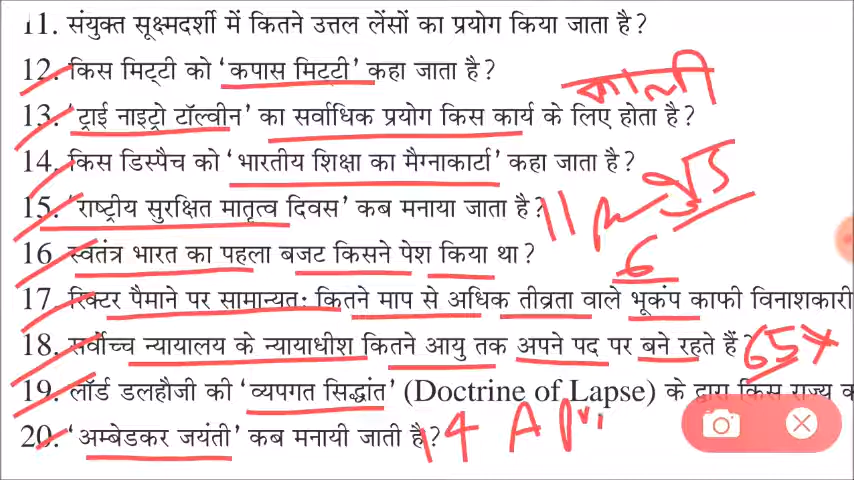 11. संयुक्त सूक्ष्मदर्शी में कितने उत्तल लेंसों का प्रयोग किया जाता है?
12. किस मिट्टी को 'कपास मिटटी' कहा जाता है?
काली
13. 'ट्राई नाइट्रो टॉल्वीन' का सर्वाधिक प्रयोग किस कार्य के लिए होता है?
14. किस डिस्पैच को 'भारतीय शिक्षा का मैग्नाकार्टा' कहा जाता है?
15. 'राष्ट्रीय सुरक्षित मातृत्व दिवस' कब मनाया जाता है?
11
16. स्वतंत्र भारत का पहला बजट किसने पेश किया था?
6
17. रिक्टर पैमाने पर सामान्यतः कितने माप से अधिक तीव्रता वाले भूकंप काफी विनाशकारी
18. सर्वोच्च न्यायालय के न्यायाधीश कितने आयु तक अपने पद पर बने रहते हैं?
65
19. लॉर्ड डलहौजी की 'व्यपगत सिद्धांत' (Doctrine of Lapse) के द्वारा किस राज्य
20. 'अम्बेडकर जयंती' कब मनायी जाती है?
14 Apri